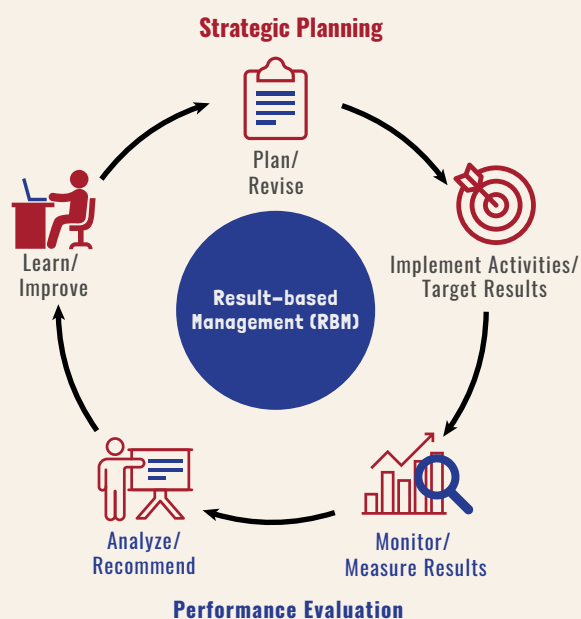 Strategic Planning
Plan/
Revise
Implement Activities/
Target Results
Learn/
Improve
Result-based
Management (RBM)
Monitor/
Measure Results
Analyze/
Recommend
Performance Evaluation